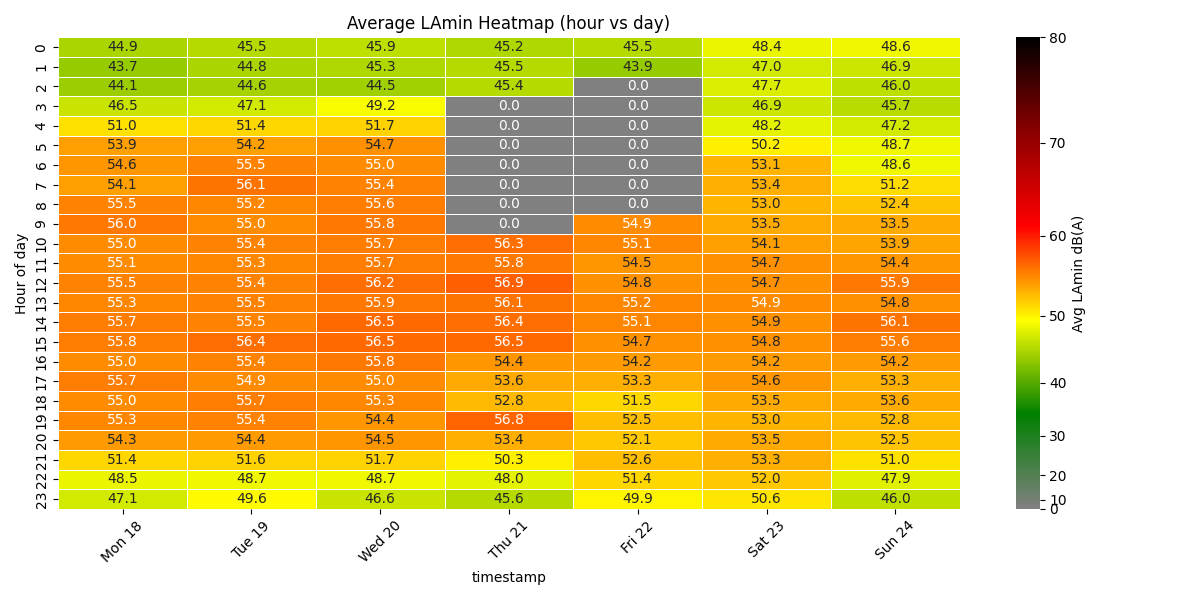 Average LAmin Heatmap (hour vs day)
0 44.9 45.5 45.9 45.2 45.5 48.4 48.6
1 43.7 44.8 45.3 45.5 43.9 47.0 46.9
2 44.1 44.6 44.5 45.4 0.0 47.7 46.0
3 46.5 47.1 49.2 0.0 0.0 46.9 45.7
4 51.0 51.4 51.7 0.0 0.0 48.2 47.2
5 53.9 54.2 54.7 0.0 0.0 50.2 48.7
6 54.6 55.5 55.0 0.0 0.0 53.1 48.6
7 54.1 56.1 55.4 0.0 0.0 53.4 51.2
8 55.5 55.2 55.6 0.0 0.0 53.0 52.4
9 56.0 55.0 55.8 0.0 54.9 53.5 53.5
10 55.0 55.4 55.7 56.3 55.1 54.1 53.9
11 55.1 55.3 55.7 55.8 54.5 54.7 54.4
12 55.5 55.4 56.2 56.9 54.8 54.7 55.9
13 55.3 55.5 55.9 56.1 55.2 54.9 54.8
14 55.7 55.5 56.5 56.4 55.1 54.9 56.1
15 55.8 56.4 56.5 56.5 54.7 54.8 55.6
16 55.0 55.4 55.8 54.4 54.2 54.2 54.2
17 55.7 54.9 55.0 53.6 53.3 54.6 53.3
18 55.0 55.7 55.3 52.8 51.5 53.5 53.6
19 55.3 55.4 54.4 56.8 52.5 53.0 52.8
20 54.3 54.4 54.5 53.4 52.1 53.5 52.5
21 51.4 51.6 51.7 50.3 52.6 53.3 51.0
22 48.5 48.7 48.7 48.0 51.4 52.0 47.9
23 47.1 49.6 46.6 45.6 49.9 50.6 46.0
Mon 18 Tue 19 Wed 20 Thu 21 Fri 22 Sat 23 Sun 24
timestamp
Hour of day
80
70
60
50
40
30
20
10
0
Avg LAmin dB(A)